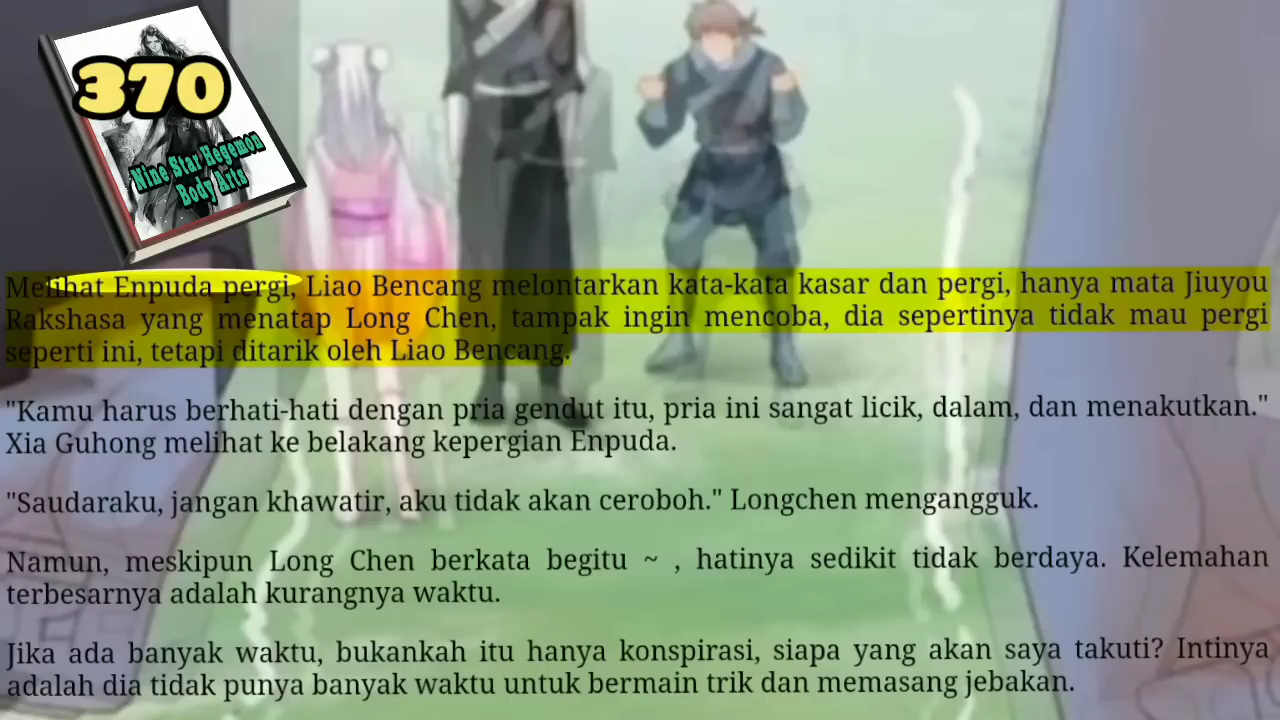 370
Nine Star Hegemon
Body Arts
Melihat Enpuda pergi, Liao Bencang melontarkan kata-kata kasar dan pergi, hanya mata Jiuyou
Rakshasa yang menatap Long Chen, tampak ingin mencoba, dia sepertinya tidak mau pergi
seperti ini, tetapi ditarik oleh Liao Bencang.
"Kamu harus berhati-hati dengan pria gendut itu, pria ini sangat licik, dalam, dan menakutkan."
Xia Guhong melihat ke belakang kepergian Enpuda.
"Saudaraku, jangan khawatir, aku tidak akan ceroboh." Longchen mengangguk.
Namun, meskipun Long Chen berkata begitu ~ , hatinya sedikit tidak berdaya. Kelemahan
terbesarnya adalah kurangnya waktu.
Jika ada banyak waktu, bukankah itu hanya konspirasi, siapa yang akan saya takuti? Intinya
adalah dia tidak punya banyak waktu untuk bermain trik dan memasang jebakan.